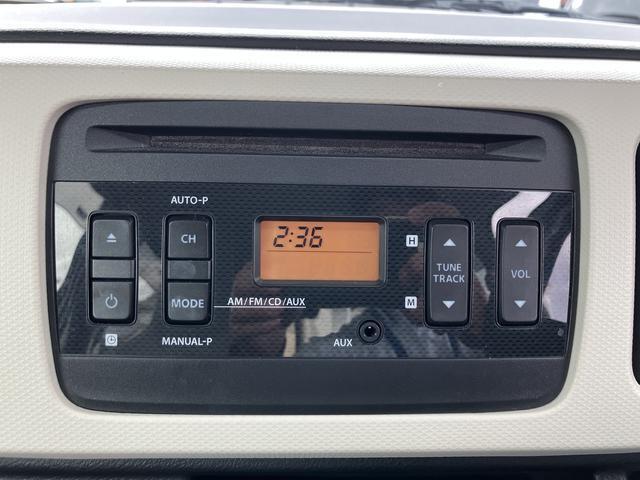 AUTO-P
CH
MODE
AM/FM/CD/AUX
MANUAL-P
2:36
H
M
AUX
TUNE
TRACK
VOL